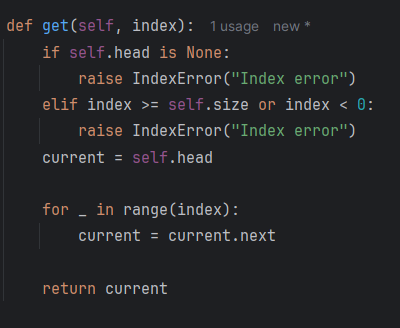 def get(self, index): 1 usage new *
    if self.head is None:
        raise IndexError("Index error")
    elif index >= self.size or index < 0:
        raise IndexError("Index error")
    current = self.head

    for _ in range(index):
        current = current.next

    return current